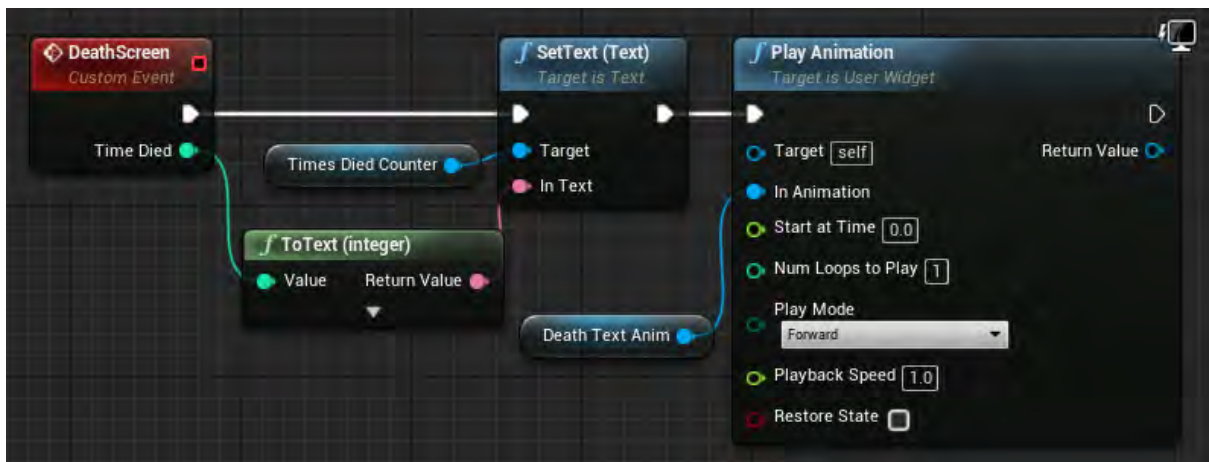 DeathScreen
Custom Event
Time Died
Times Died Counter
f ToText (integer)
Value
Return Value
f SetText (Text)
Target is Text
Target
In Text
Death Text Anim
f Play Animation
Target is User Widget
Target self
Return Value
In Animation
Start at Time 0.0
Num Loops to Play 1
Play Mode
Forward
Playback Speed 1.0
Restore State